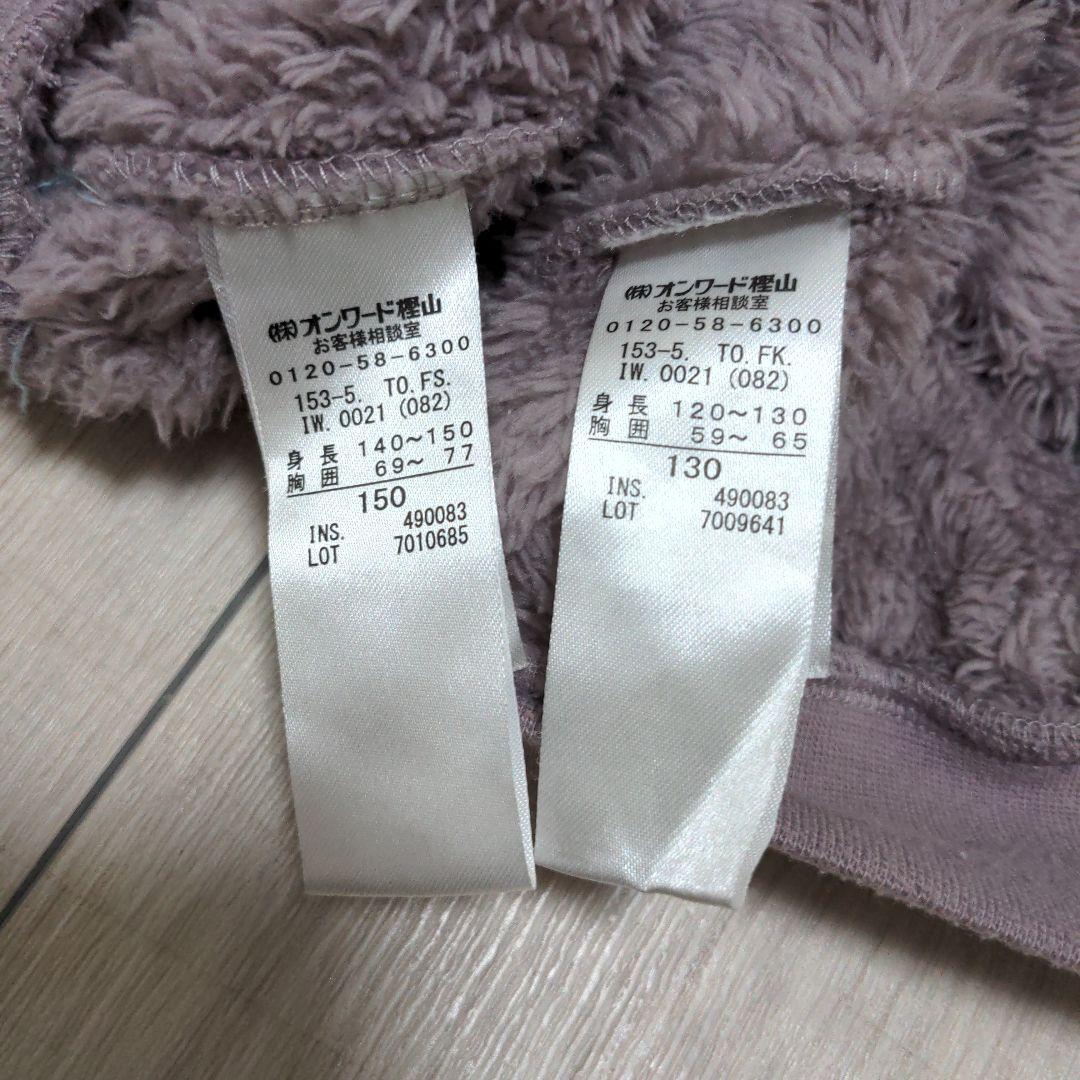 (株)オンワード樫山
お客様相談室
0120-58-6300
153-5. TO. FS.
IW. 0021 (082)
身長 140～150
胸囲 69～ 77
150
INS. 490083
LOT 7010685
(株)オンワード樫山
お客様相談室
0120-58-6300
153-5. TO. FK.
IW. 0021 (082)
身長 120～130
胸囲 59～ 65
130
INS. 490083
LOT 7009641